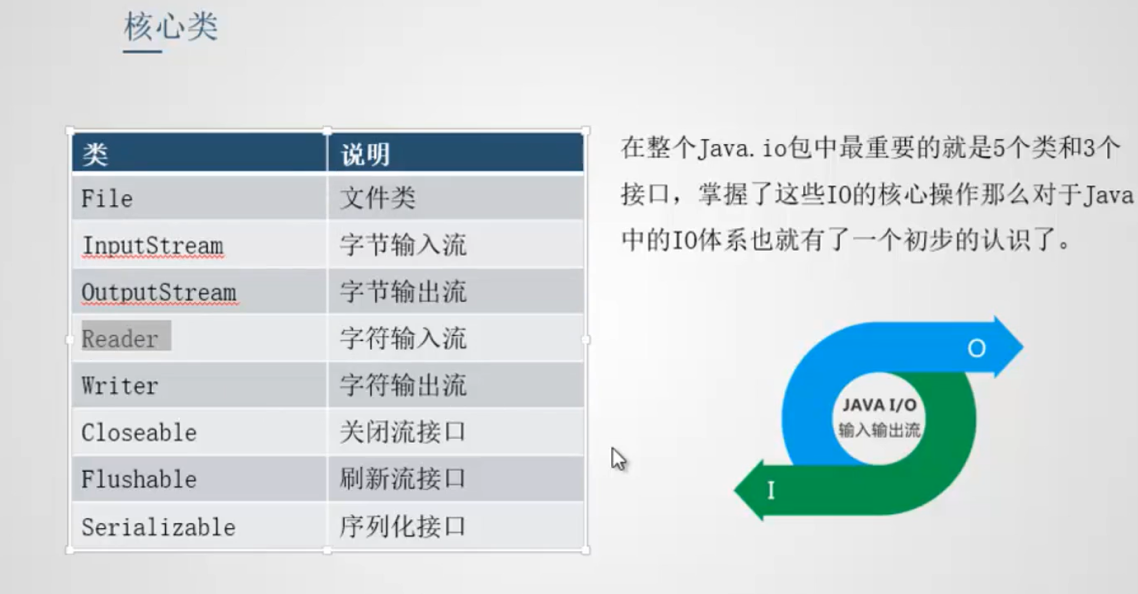 核心类
类 说明
File 文件类
InputStream 字节输入流
OutputStream 字节输出流
Reader 字符输入流
Writer 字符输出流
Closeable 关闭流接口
Flushable 刷新流接口
Serializable 序列化接口
在整个Java.io包中最重要的就是5个类和3个
接口，掌握了这些IO的核心操作那么对于Java
中的IO体系也就有了一个初步的认识了。
O
JAVA I/O
输入输出流
I